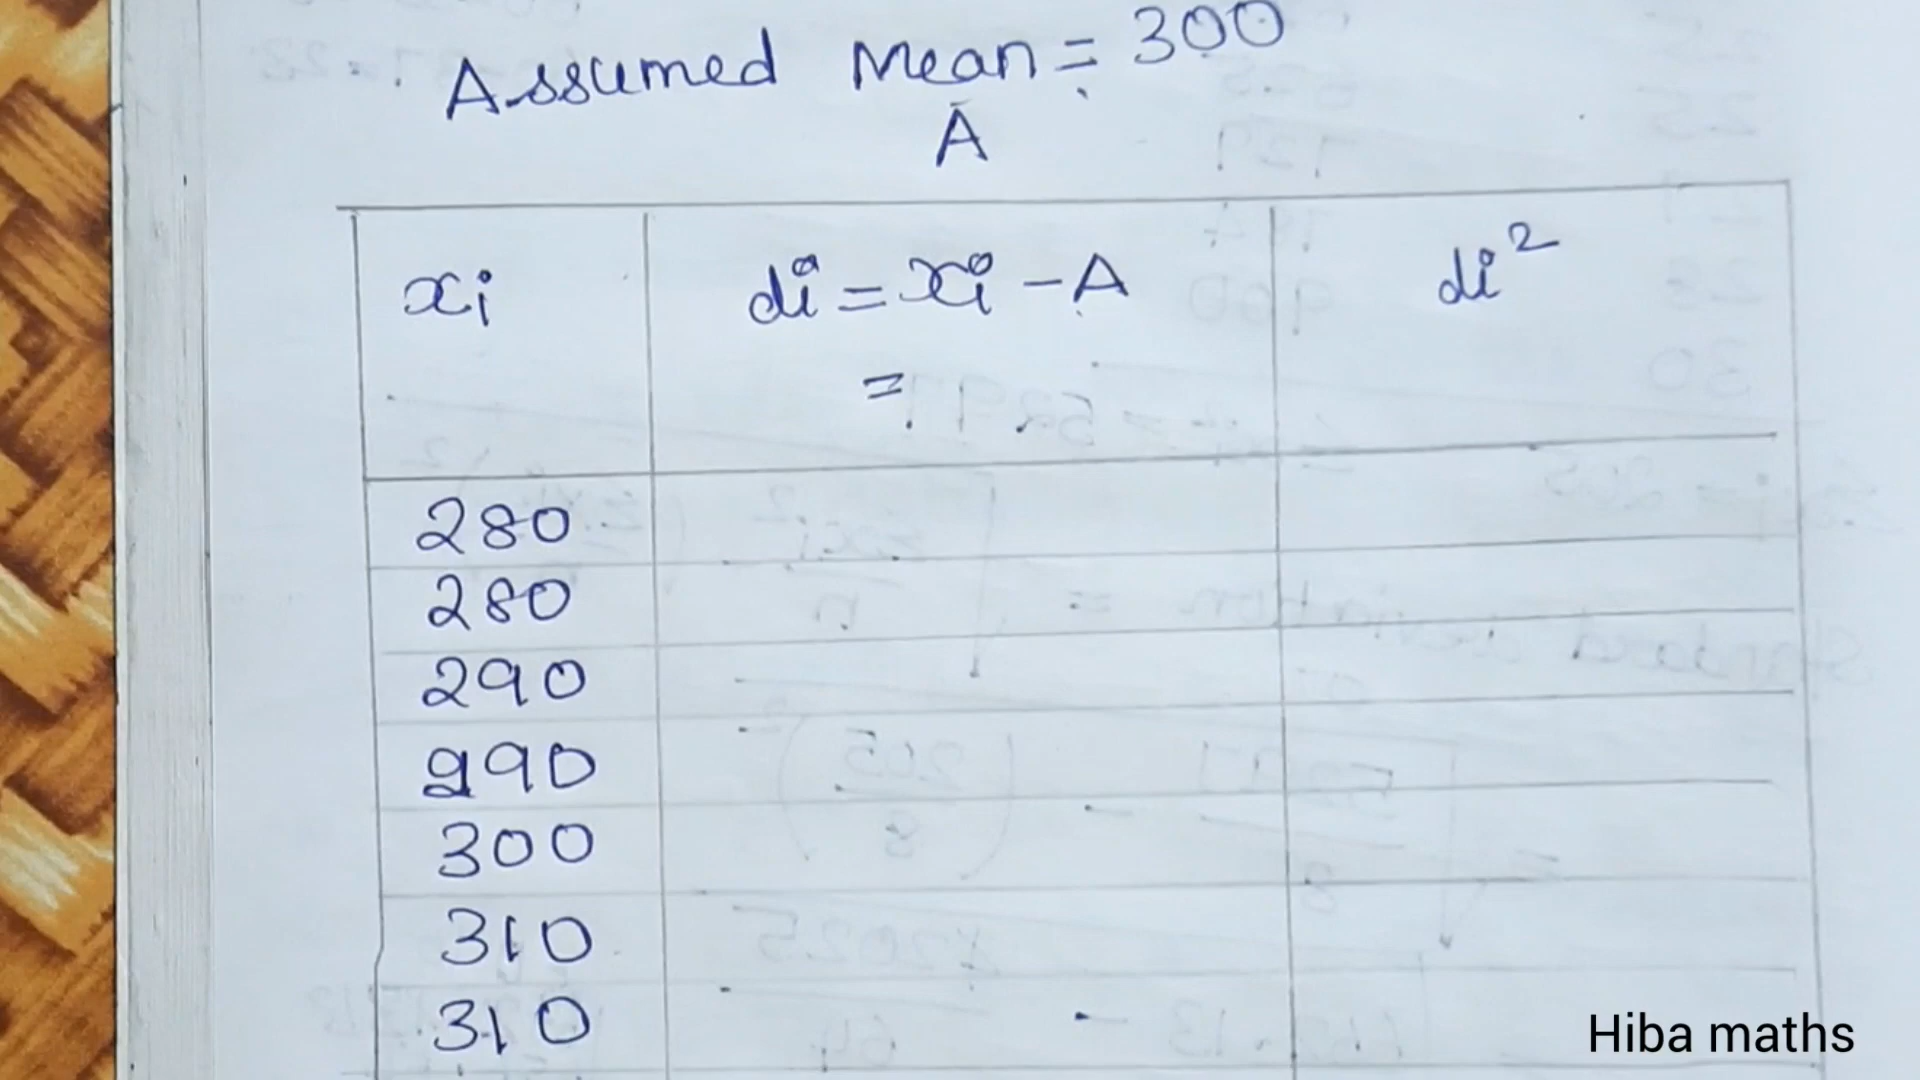 Assumed Mean = 300
A
xi di = xi - A di²
=
280
280
290
290
300
310
310
Hiba maths